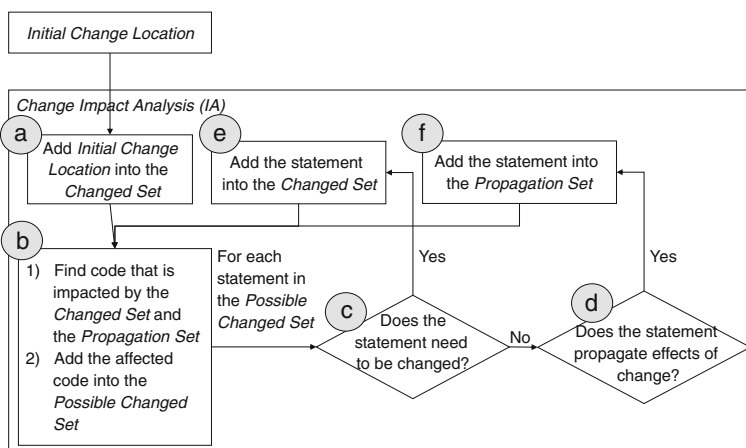 Initial Change Location
Change Impact Analysis (IA)
a
Add Initial Change
Location into the
Changed Set
e
Add the statement
into the Changed Set
f
Add the statement into
the Propagation Set
b
1) Find code that is
impacted by the
Changed Set and
the Propagation Set
2) Add the affected
code into the
Possible Changed
Set
For each
statement in
the Possible
Changed Set
c
Does the
statement need
to be changed?
Yes
No
d
Does the statement
propagate effects of
change?
Yes